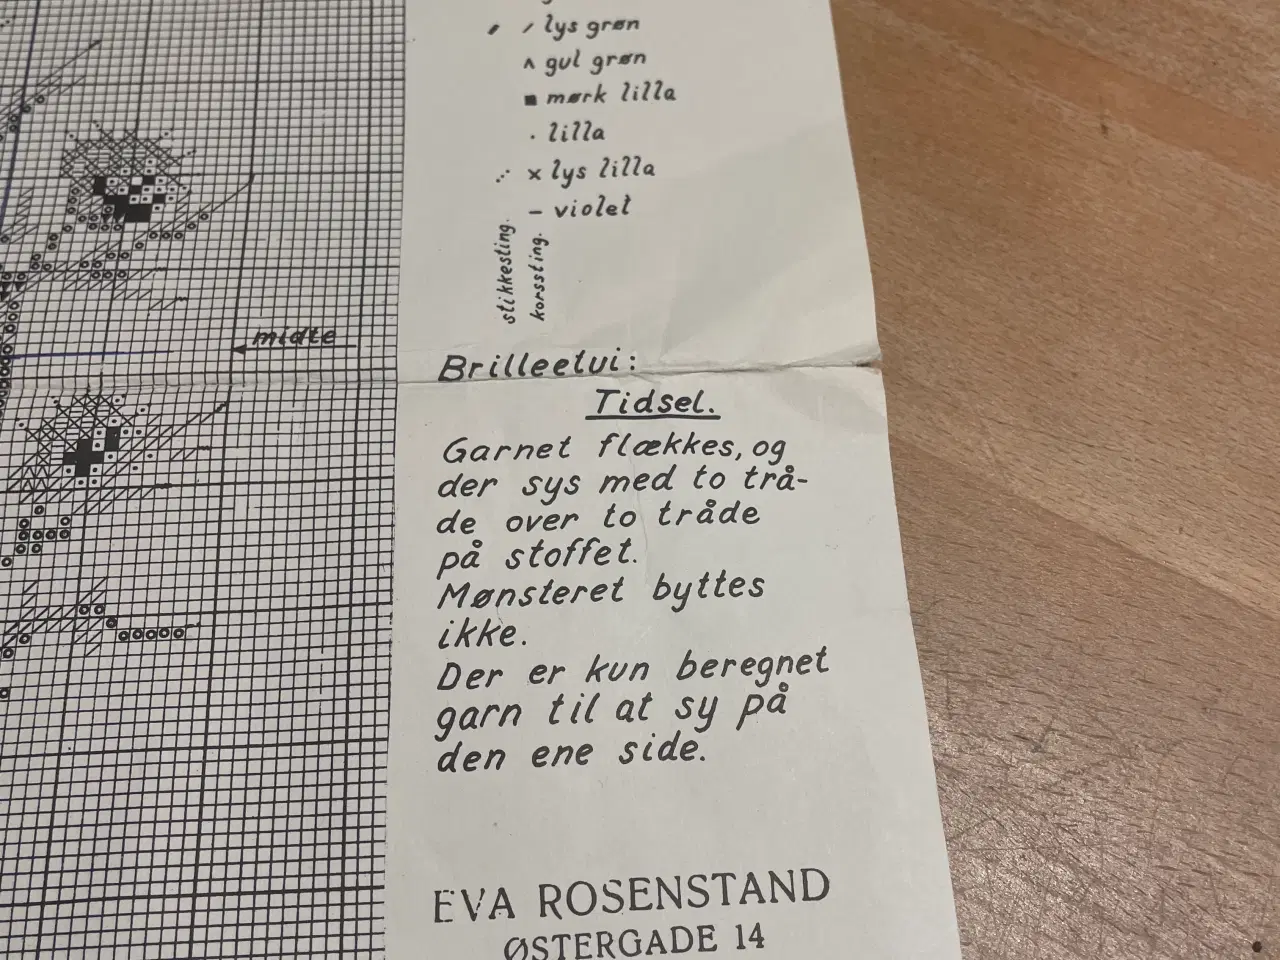 lys grøn
ʌ gul grøn
■ mørk lilla
· lilla
x lys lilla
– violet
stikkesting.
korssting.
midte
Brilleetui:
Tidsel.
Garnet flækkes, og
der sys med to trå-
de over to tråde
på stoffet.
Mønsteret byttes
ikke.
Der er kun beregnet
garn til at sy på
den ene side.
EVA ROSENSTAND
ØSTERGADE 14